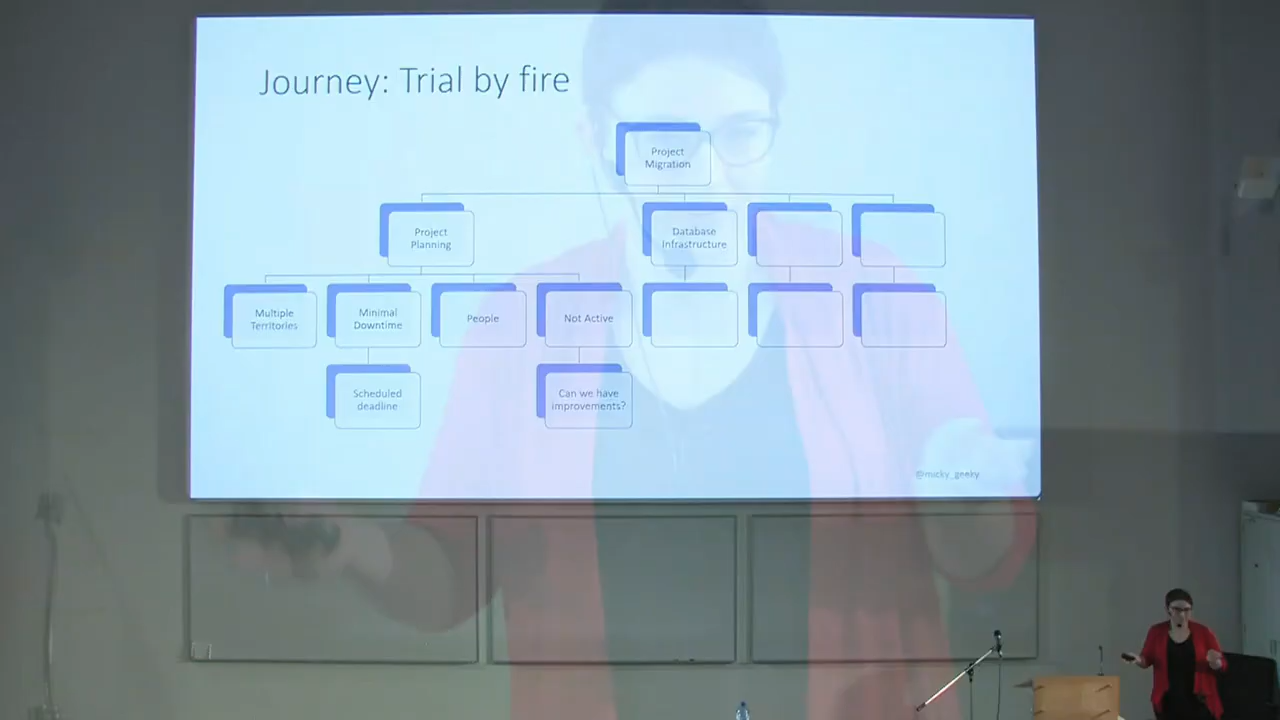 Journey: Trial by fire
Project
Migration
Project
Planning
Database
Infrastructure
Multiple
Territories
Minimal
Downtime
People
Not Active
Scheduled
deadline
Can we have
improvements?
@micky_gneky